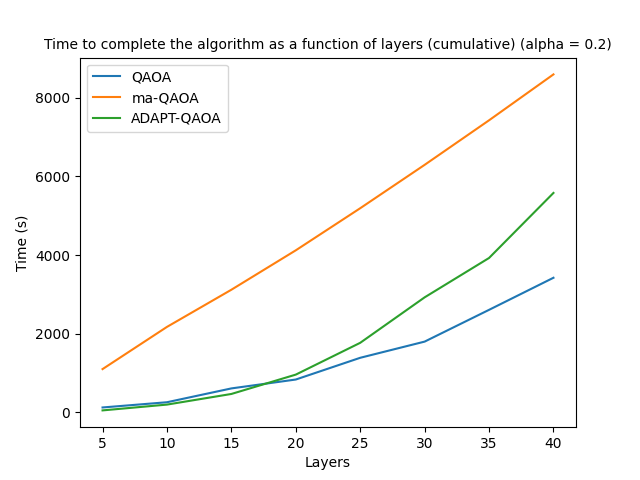 Time to complete the algorithm as a function of layers (cumulative) (alpha = 0.2)
QAOA
ma-QAOA
ADAPT-QAOA
Time (s)
8000
6000
4000
2000
0
5 10 15 20 25 30 35 40
Layers